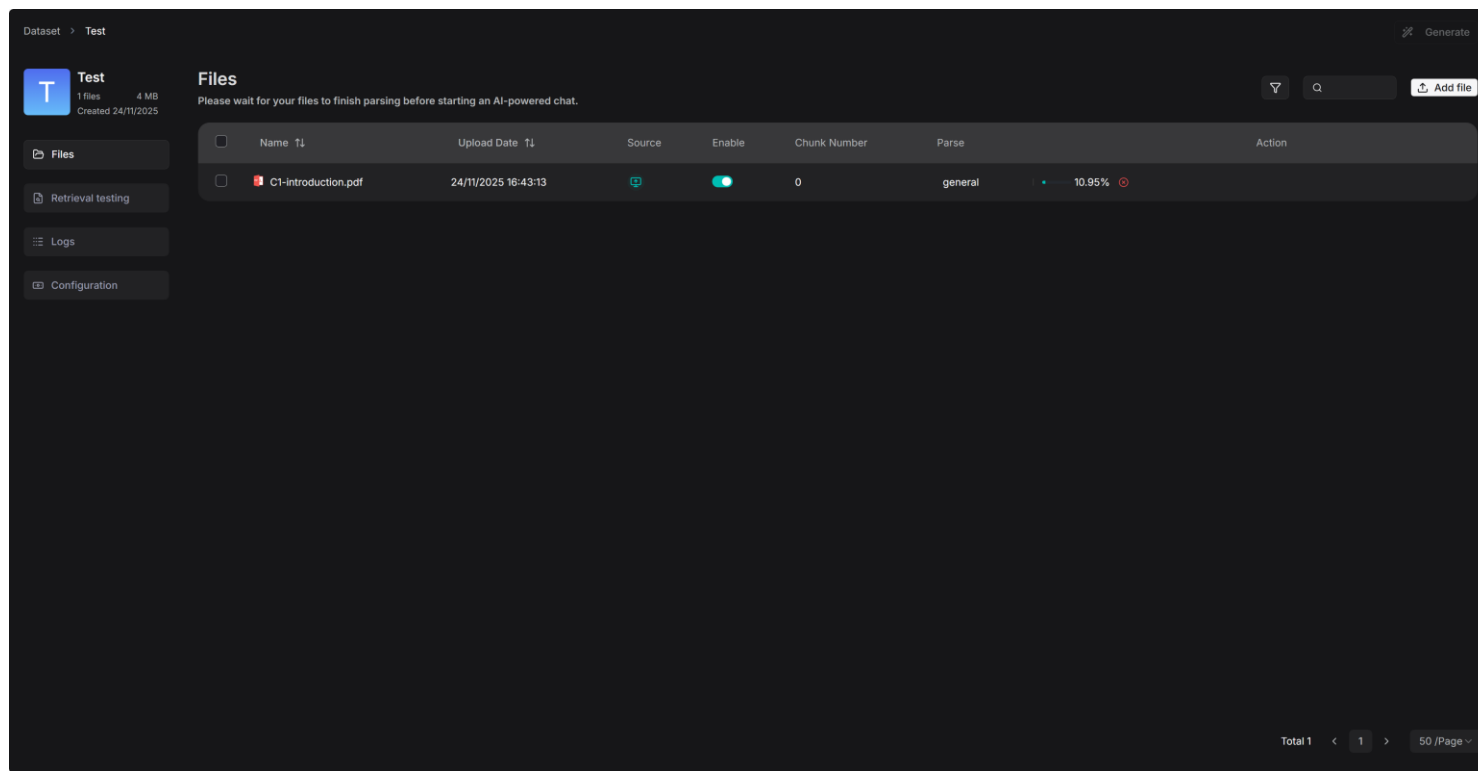 Dataset > Test
Generate
T
Test
1 files 4 MB
Created 24/11/2025
Files
Retrieval testing
Logs
Configuration
Files
Please wait for your files to finish parsing before starting an AI-powered chat.
Add file
Name Upload Date Source Enable Chunk Number Parse Action
C1-introduction.pdf 24/11/2025 16:43:13 0 general 10.95%
Total 1 < 1 > 50 /Page